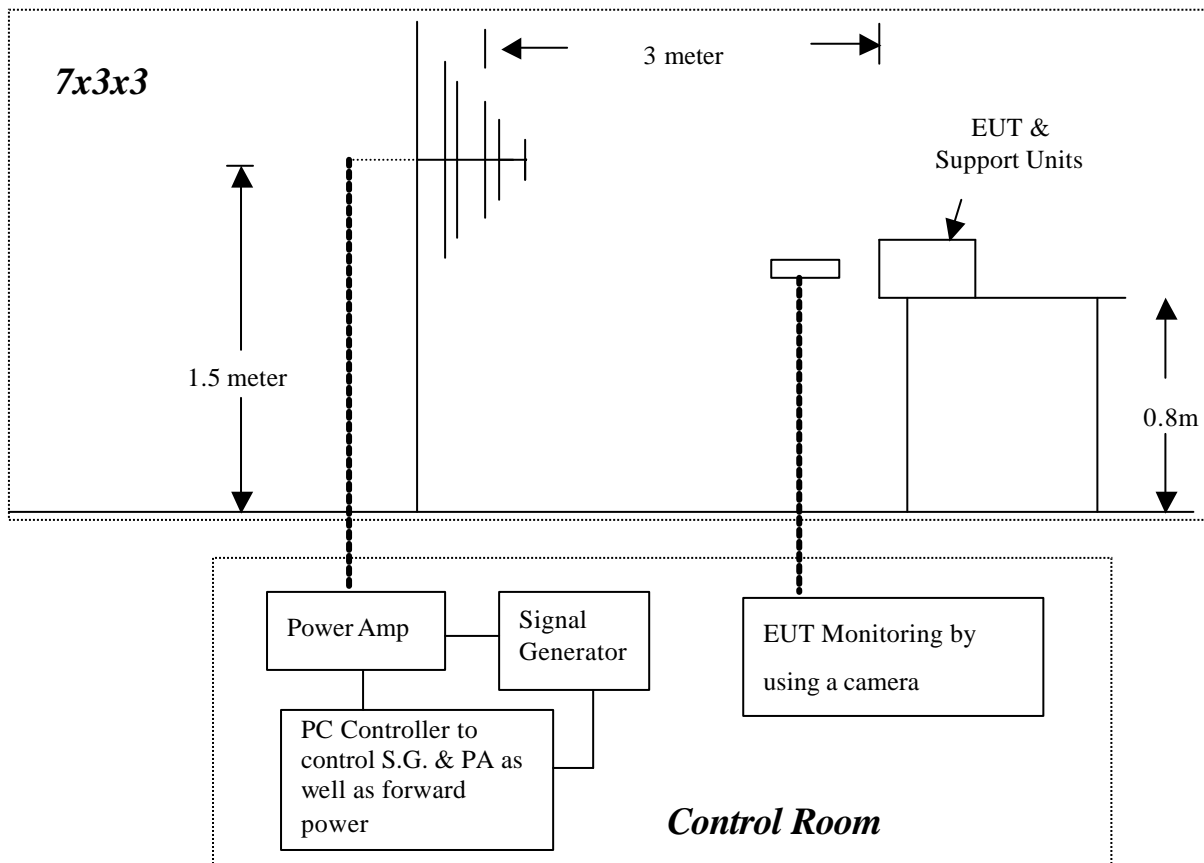 7x3x3
3 meter
EUT &
Support Units
1.5 meter
0.8m
Power Amp
Signal
Generator
EUT Monitoring by
using a camera
PC Controller to
control S.G. & PA as
well as forward
power
Control Room